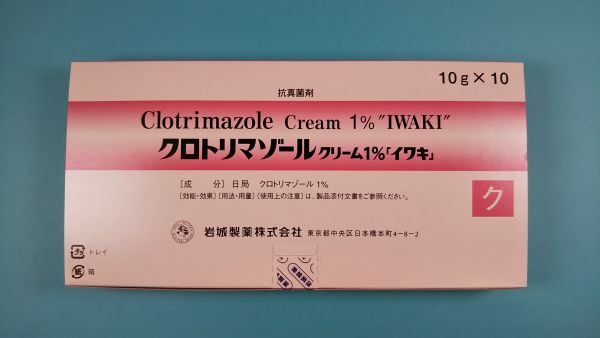 10g×10
抗真菌剤
Clotrimazole Cream 1% "IWAKI"
クロトリマゾールクリーム1%「イワキ」
〔成 分〕日局 クロトリマゾール 1%
〔効能・効果〕〔用法・用量〕〔使用上の注意〕は、製品添付文書をご参照ください。
ク
岩城製薬株式会社 東京都中央区日本橋本町4-8-2
プラ トレイ
紙 箱